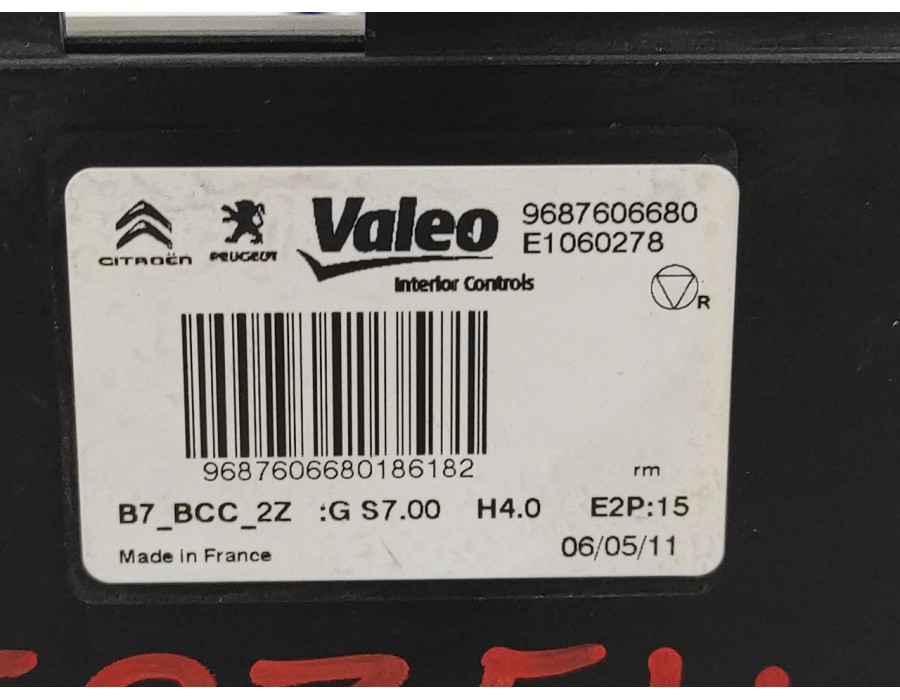 CITROËN PEUGEOT Valeo 9687606680
E1060278
Interior Controls
R
9687606680186182
rm
B7_BCC_2Z :G S7.00 H4.0 E2P:15
Made in France 06/05/11